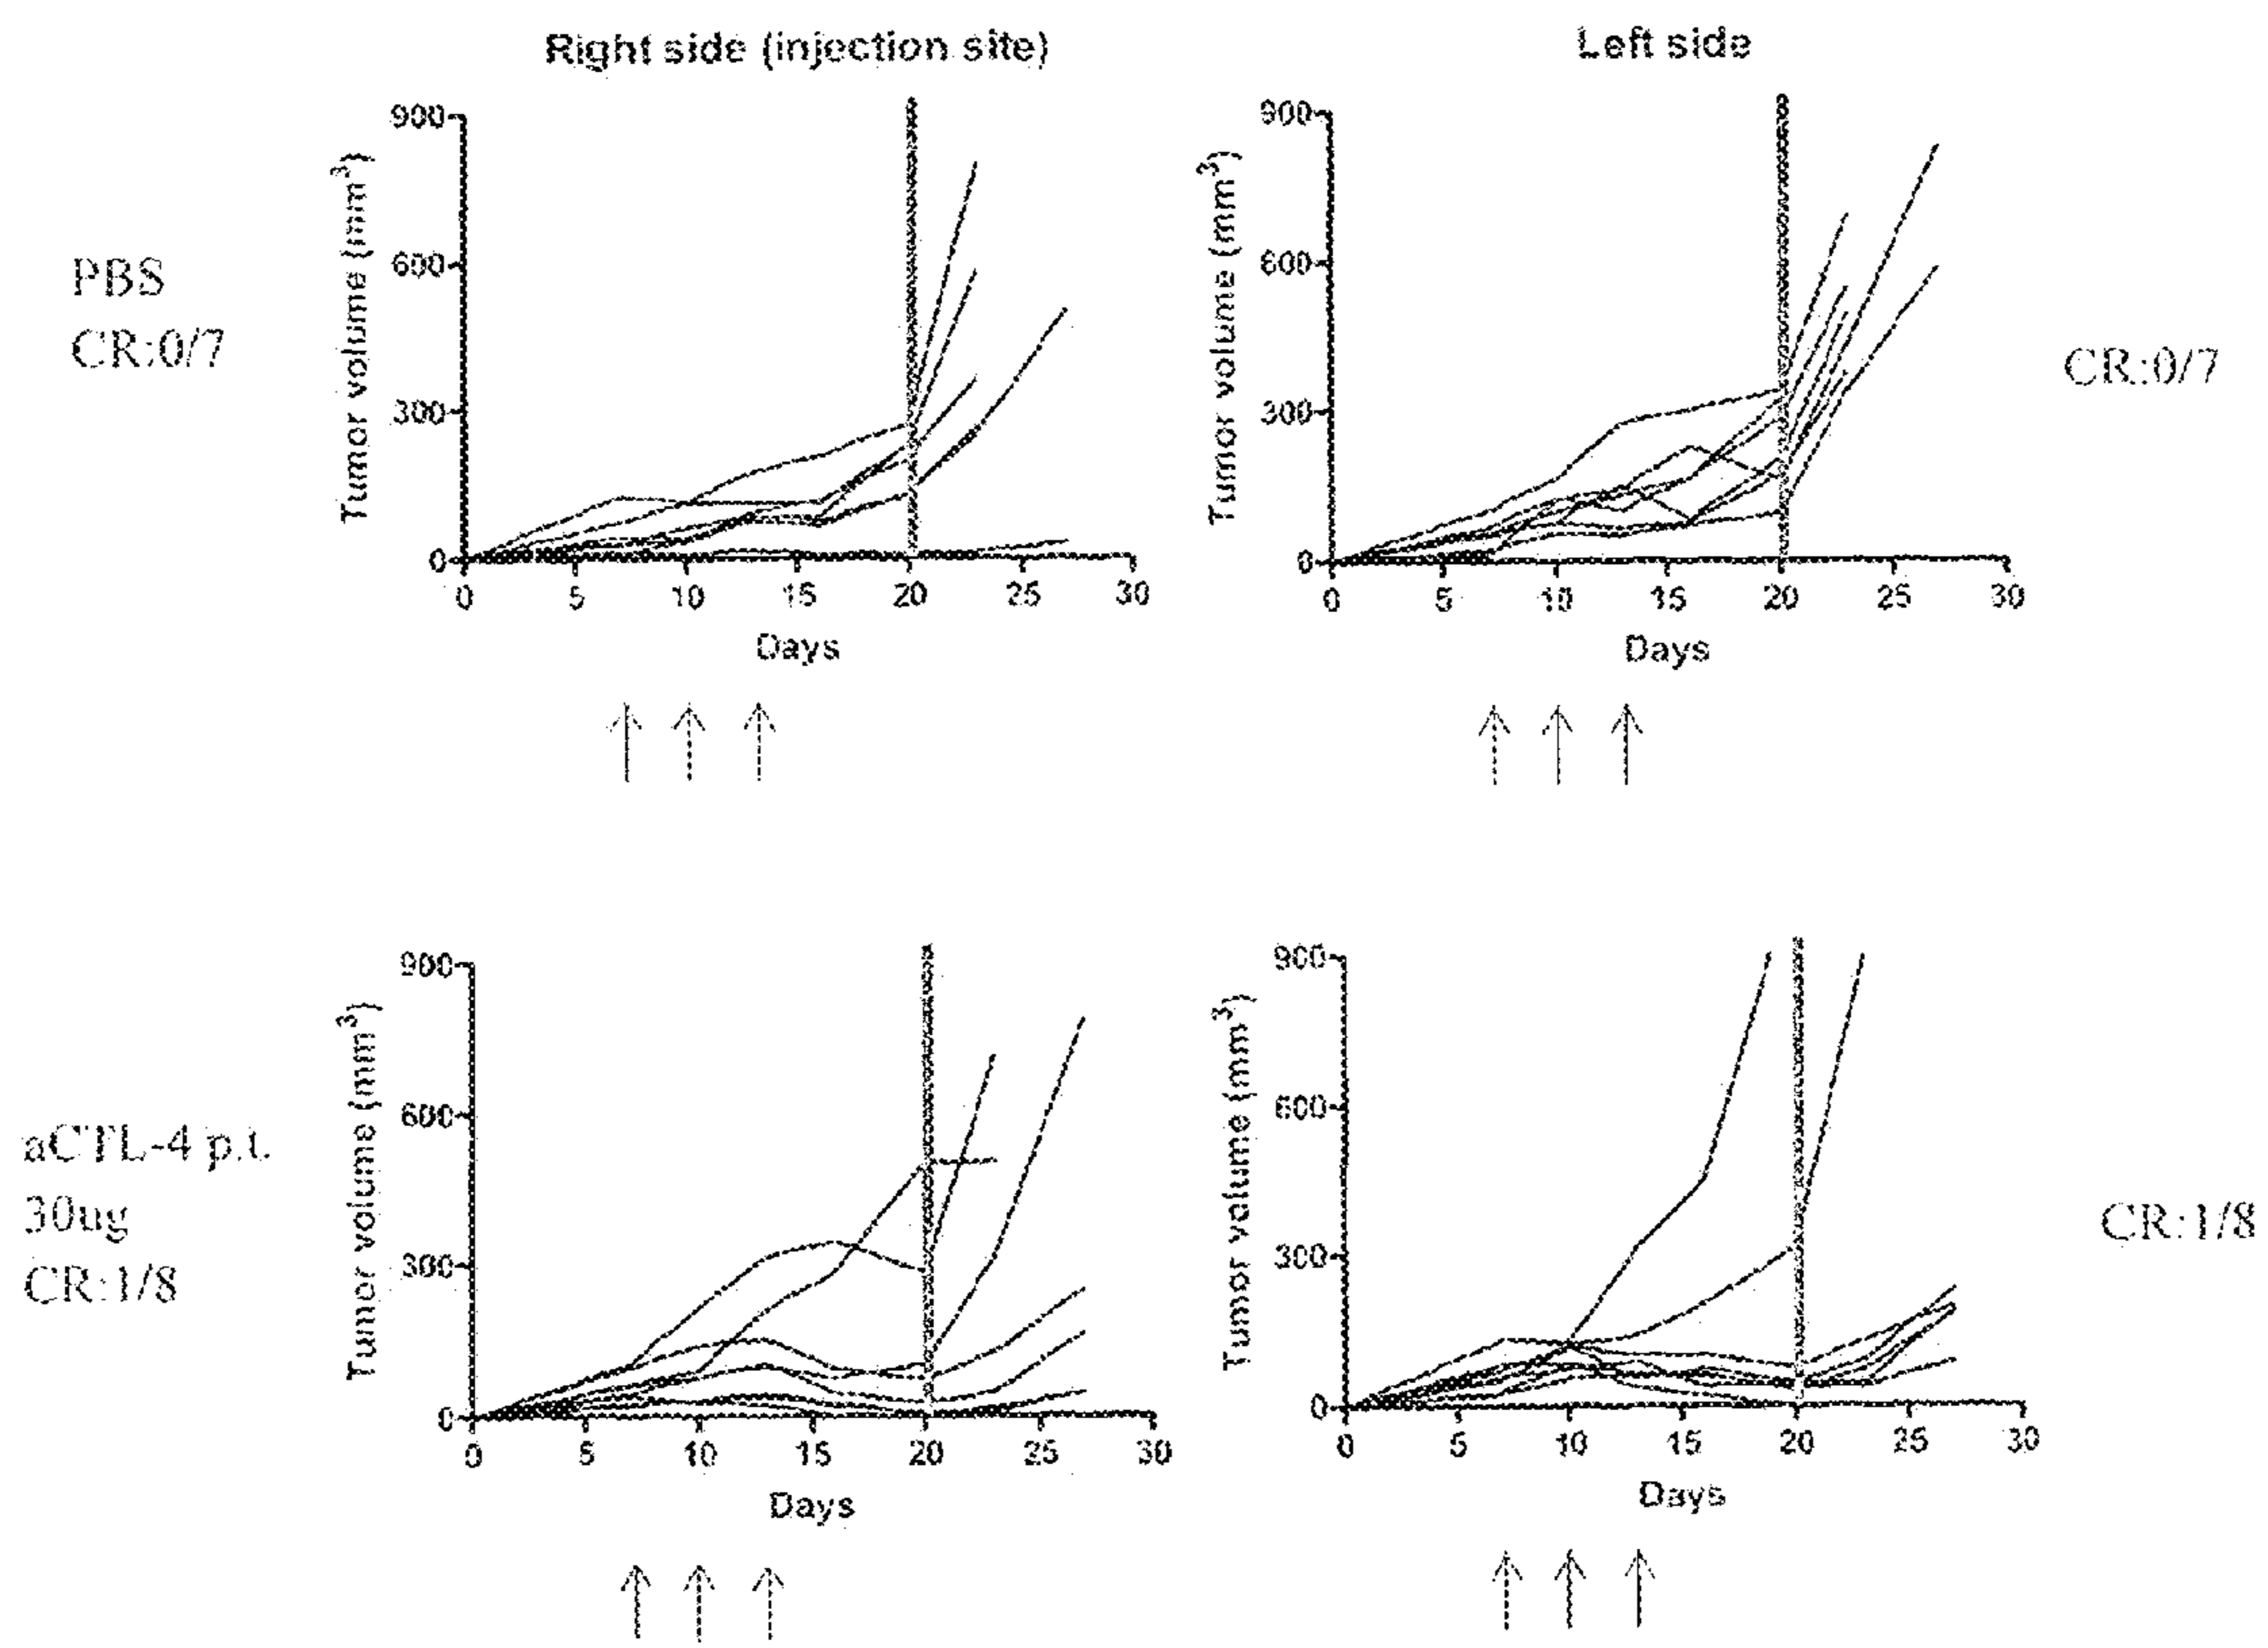 Right side (injection site)
Left side
PBS
CR:0/7
Tumor volume (mm³)
900
600
300
0
0 5 10 15 20 25 30
Days
Tumor volume (mm³)
900
600
300
0
0 5 10 15 20 25 30
Days
CR:0/7
aCTL-4 p.t.
30ug
CR:1/8
Tumor volume (mm³)
900
600
300
0
0 5 10 15 20 25 30
Days
Tumor volume (mm³)
900
600
300
0
0 5 10 15 20 25 30
Days
CR:1/8